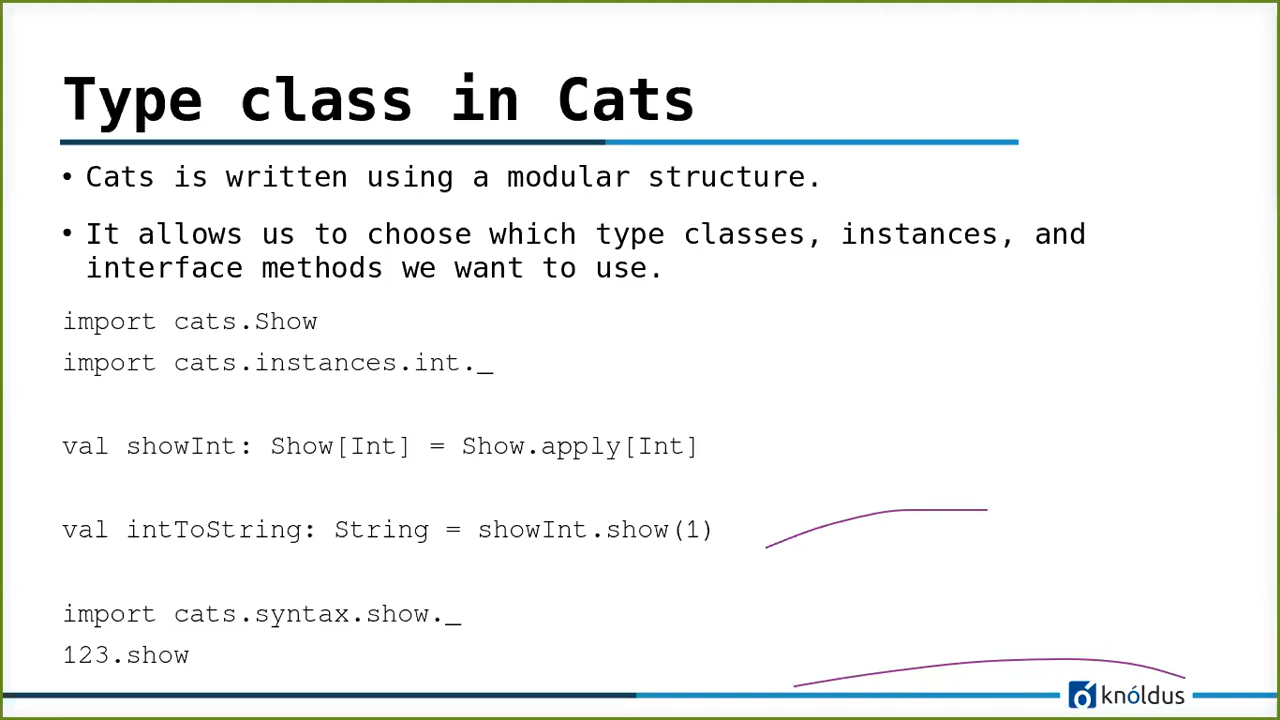 Type class in Cats
• Cats is written using a modular structure.
• It allows us to choose which type classes, instances, and
interface methods we want to use.
import cats.Show
import cats.instances.int._
val showInt: Show[Int] = Show.apply[Int]
val intToString: String = showInt.show(1)
import cats.syntax.show._
123.show
knóldus